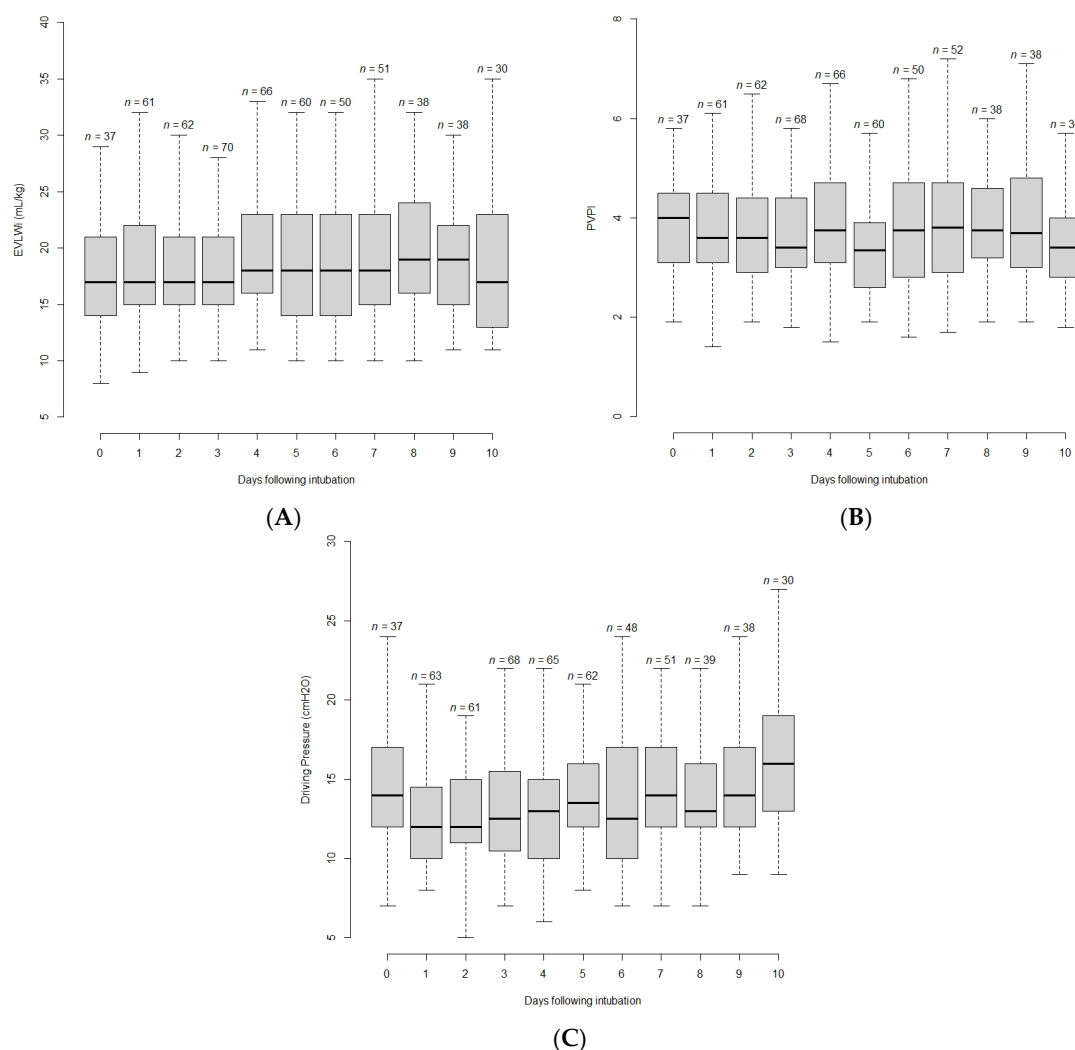 EVLWi (mL/kg)
40
35
30
25
20
15
10
5
n = 37
n = 61
n = 62
n = 70
n = 66
n = 60
n = 50
n = 51
n = 38
n = 38
n = 30
0 1 2 3 4 5 6 7 8 9 10
Days following intubation
(A)
PVPI
8
6
4
2
0
n = 37
n = 61
n = 62
n = 68
n = 66
n = 60
n = 50
n = 52
n = 38
n = 38
n = 3
0 1 2 3 4 5 6 7 8 9 10
Days following intubation
(B)
Driving Pressure (cmH2O)
30
25
20
15
10
5
n = 37
n = 63
n = 61
n = 68
n = 65
n = 62
n = 48
n = 51
n = 39
n = 38
n = 30
0 1 2 3 4 5 6 7 8 9 10
Days following intubation
(C)